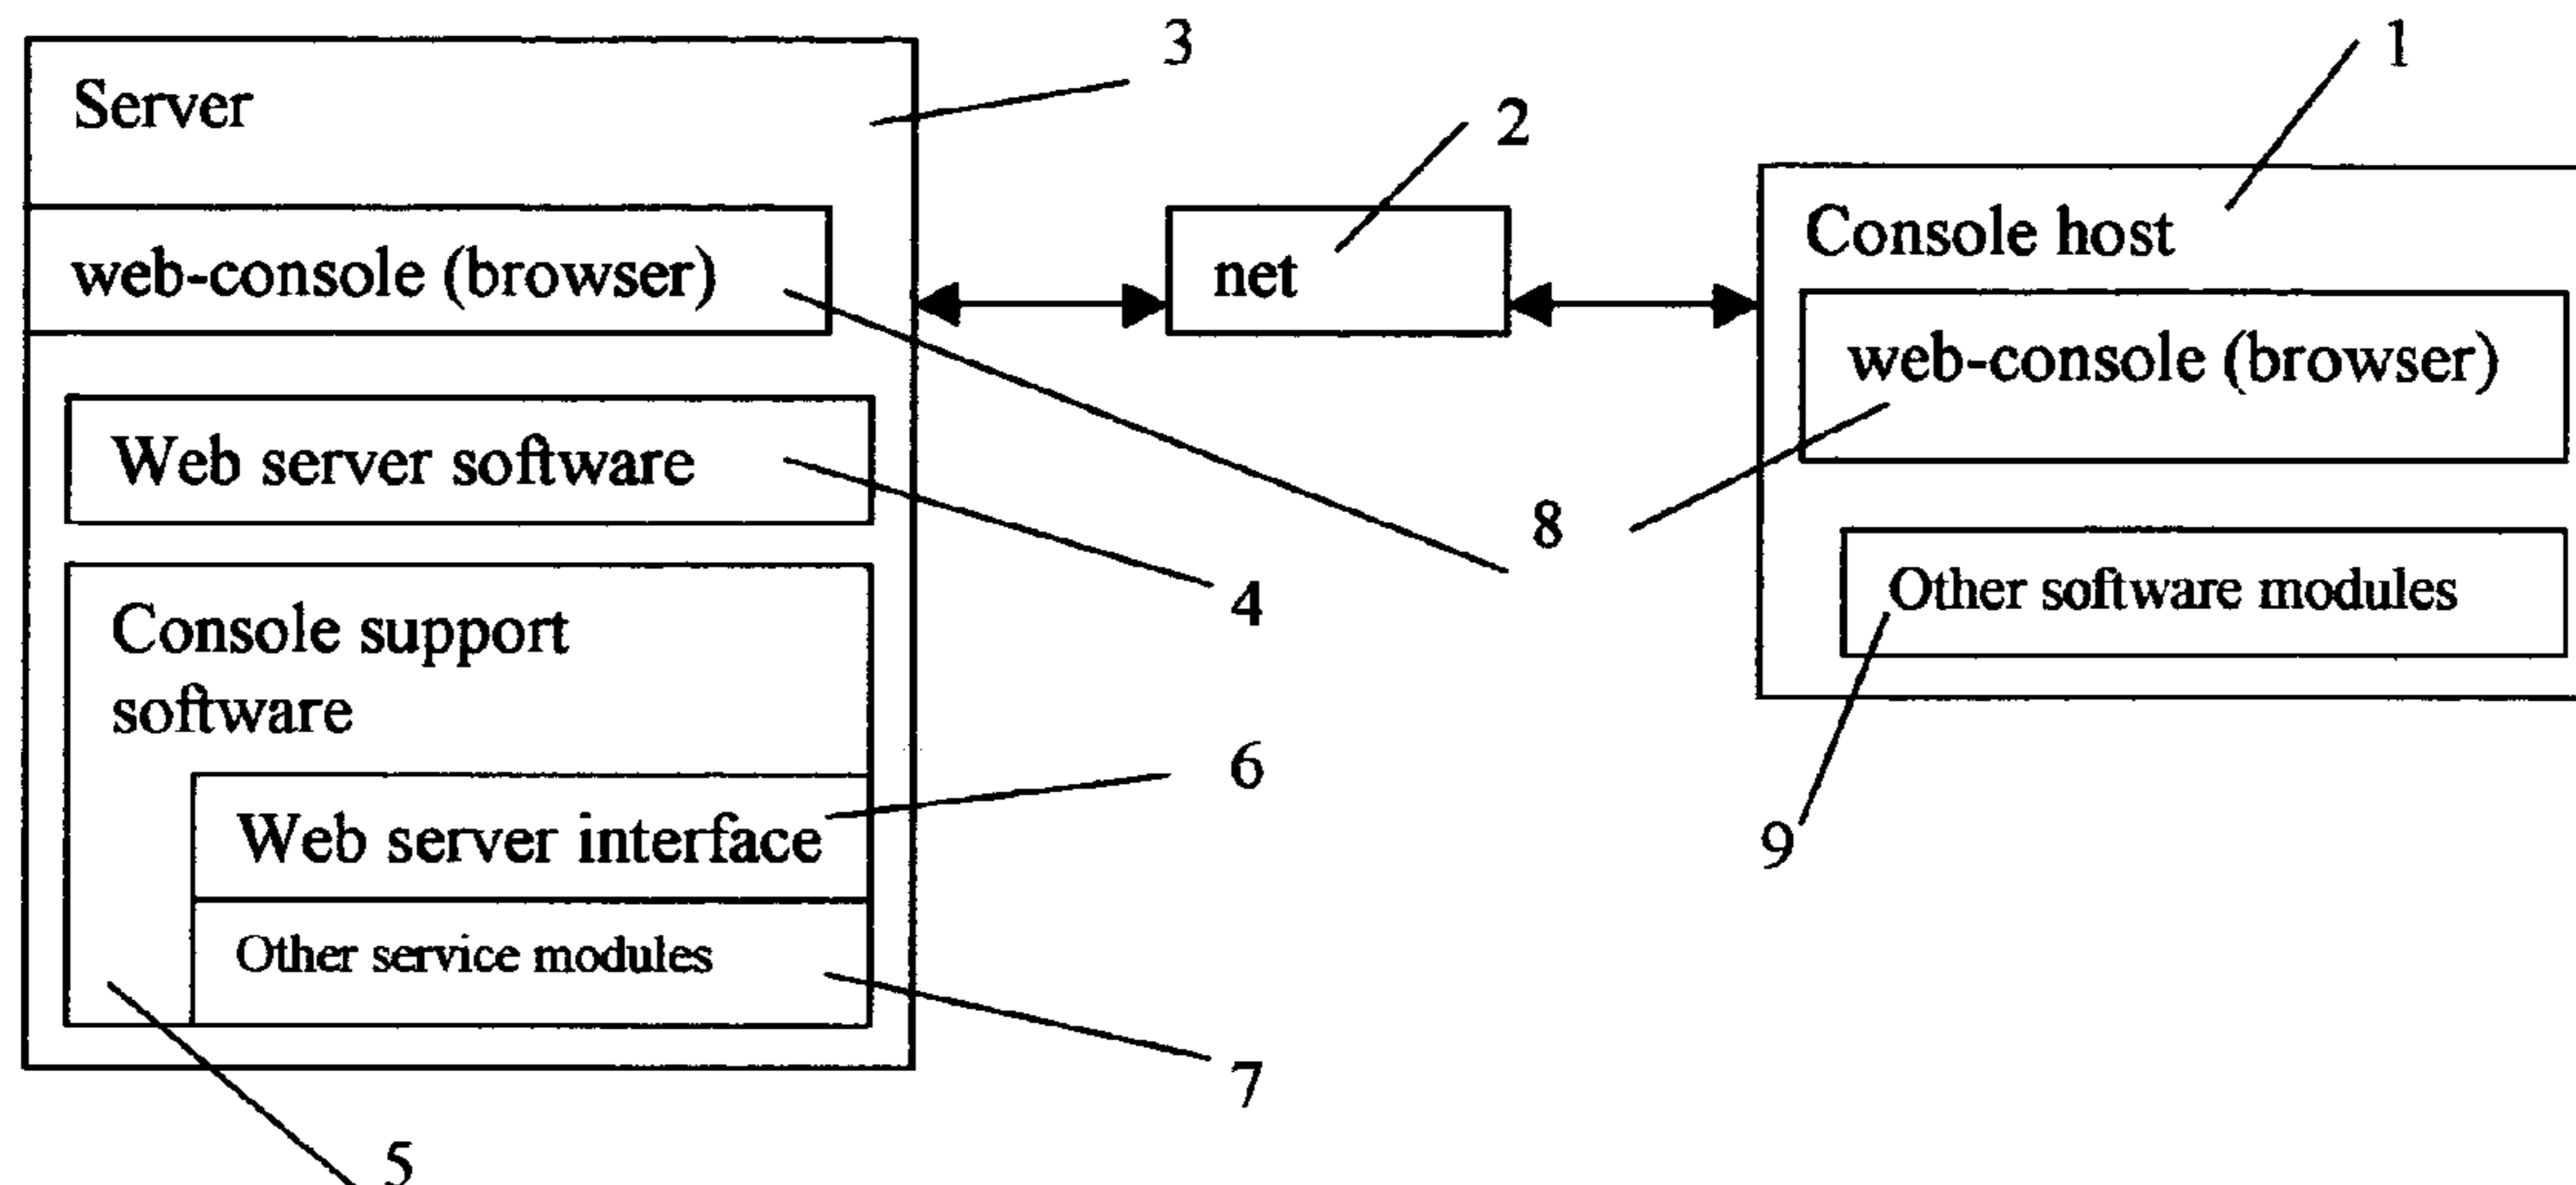 3
1
Server
2
Console host
web-console (browser)
net
web-console (browser)
Web server software
8
Other software modules
4
Console support
software
6
Web server interface
9
Other service modules
7
5